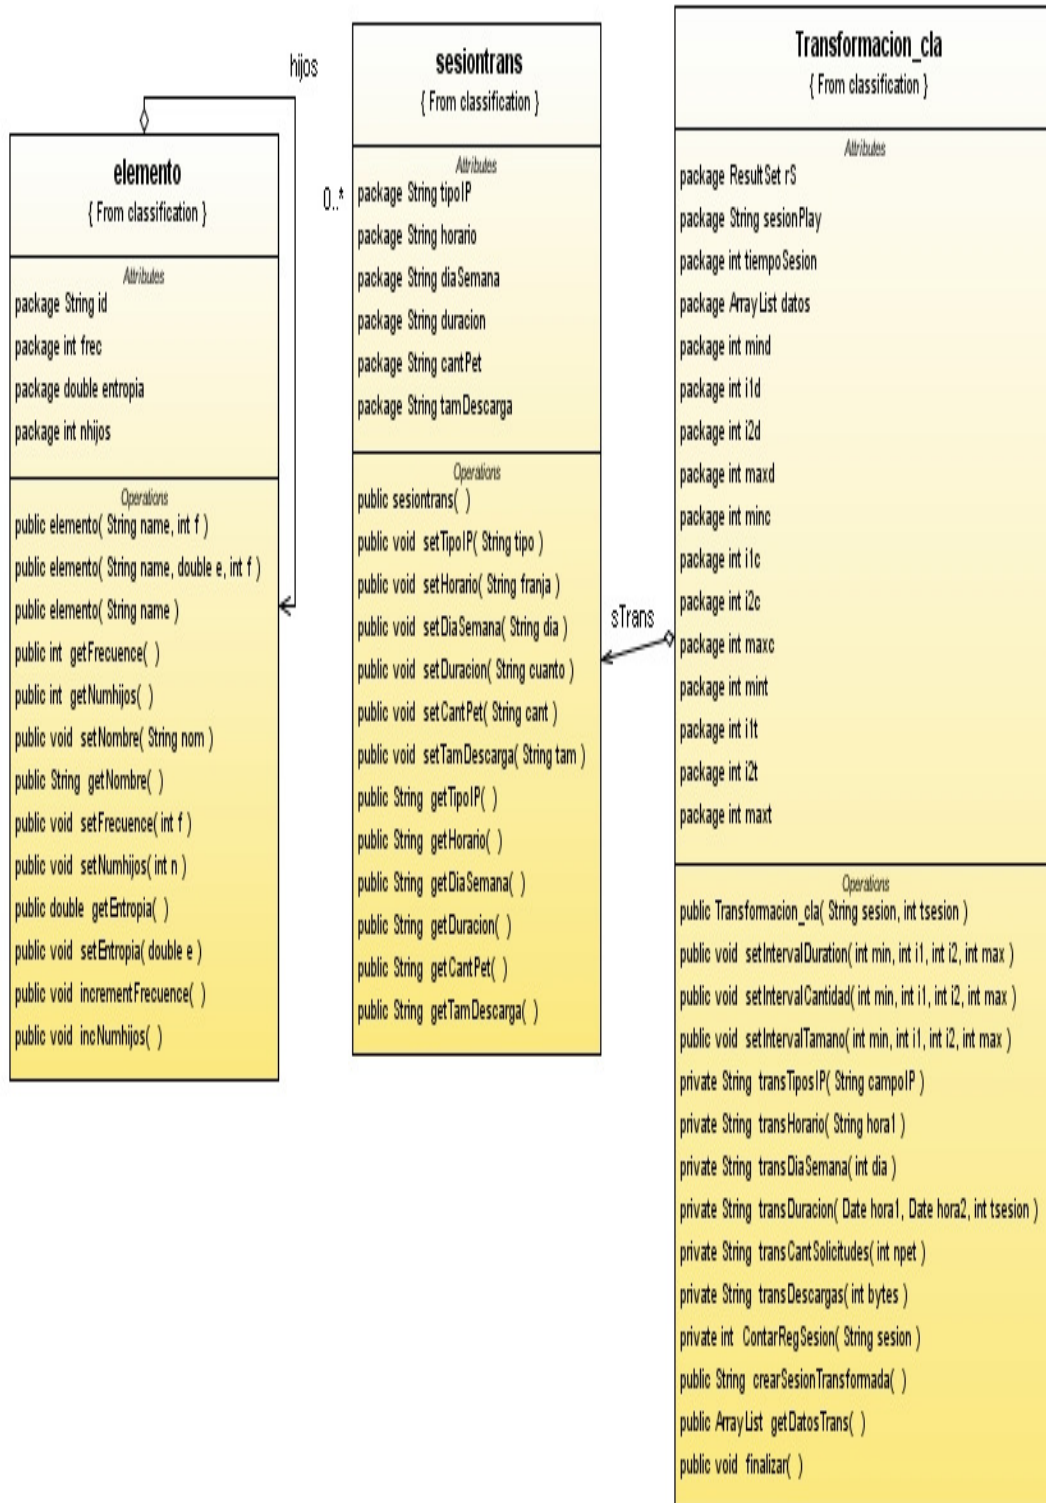 hijos
0..*
elemento
{ From classification }
Attributes
package String id
package int frec
package double entropia
package int nhijos
Operations
public elemento( String name, int f )
public elemento( String name, double e, int f )
public elemento( String name )
public int getFrecuence( )
public int getNumhijos( )
public void setNombre( String nom )
public String getNombre( )
public void setFrecuence( int f )
public void setNumhijos( int n )
public double getEntropia( )
public void setEntropia( double e )
public void incrementFrecuence( )
public void incNumhijos( )
sesiontrans
{ From classification }
Attributes
package String tipoIP
package String horario
package String diaSemana
package String duracion
package String cantPet
package String tamDescarga
Operations
public sesiontrans( )
public void setTipoIP( String tipo )
public void setHorario( String franja )
public void setDiaSemana( String dia )
public void setDuracion( String cuanto )
public void setCantPet( String cant )
public void setTamDescarga( String tam )
public String getTipoIP( )
public String getHorario( )
public String getDiaSemana( )
public String getDuracion( )
public String getCantPet( )
public String getTamDescarga( )
sTrans
Transformacion_cla
{ From classification }
Attributes
package ResultSet rS
package String sesionPlay
package int tiempoSesion
package ArrayList datos
package int mind
package int i1d
package int i2d
package int maxd
package int minc
package int i1c
package int i2c
package int maxc
package int mint
package int i1t
package int i2t
package int maxt
Operations
public Transformacion_cla( String sesion, int tsesion )
public void setIntervalDuration( int min, int i1, int i2, int max )
public void setIntervalCantidad( int min, int i1, int i2, int max )
public void setIntervalTamano( int min, int i1, int i2, int max )
private String transTiposIP( String campoIP )
private String transHorario( String hora1 )
private String transDiaSemana( int dia )
private String transDuracion( Date hora1, Date hora2, int tsesion )
private String transCantSolicitudes( int npet )
private String transDescargas( int bytes )
private int ContarRegSesion( String sesion )
public String crearSesionTransformada( )
public ArrayList getDatosTrans( )
public void finalizar( )